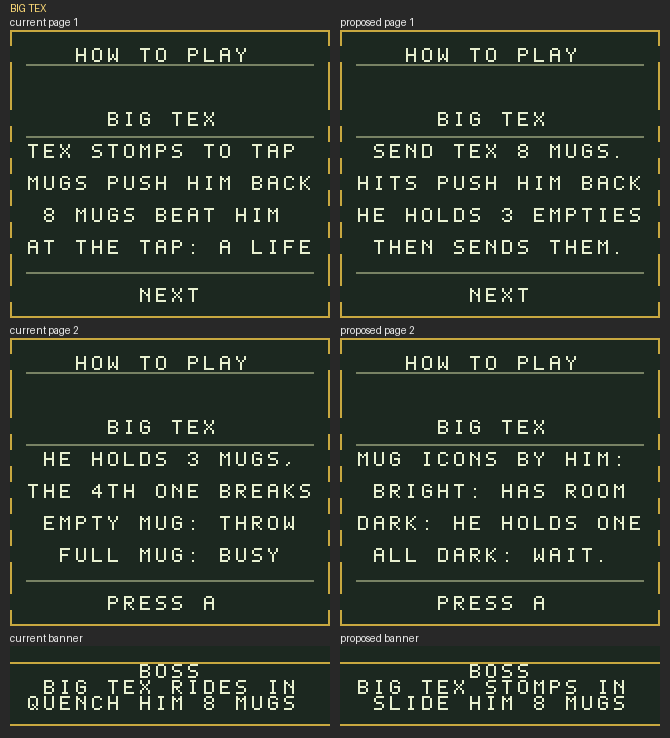 BIG TEX
current page 1
HOW TO PLAY
BIG TEX
TEX STOMPS TO TAP
MUGS PUSH HIM BACK
8 MUGS BEAT HIM
AT THE TAP: A LIFE
NEXT
proposed page 1
HOW TO PLAY
BIG TEX
SEND TEX 8 MUGS.
HITS PUSH HIM BACK
HE HOLDS 3 EMPTIES
THEN SENDS THEM.
NEXT
current page 2
HOW TO PLAY
BIG TEX
HE HOLDS 3 MUGS,
THE 4TH ONE BREAKS
EMPTY MUG: THROW
FULL MUG: BUSY
PRESS A
proposed page 2
HOW TO PLAY
BIG TEX
MUG ICONS BY HIM:
BRIGHT: HAS ROOM
DARK: HE HOLDS ONE
ALL DARK: WAIT.
PRESS A
current banner
BOSS
BIG TEX RIDES IN
QUENCH HIM 8 MUGS
proposed banner
BOSS
BIG TEX STOMPS IN
SLIDE HIM 8 MUGS